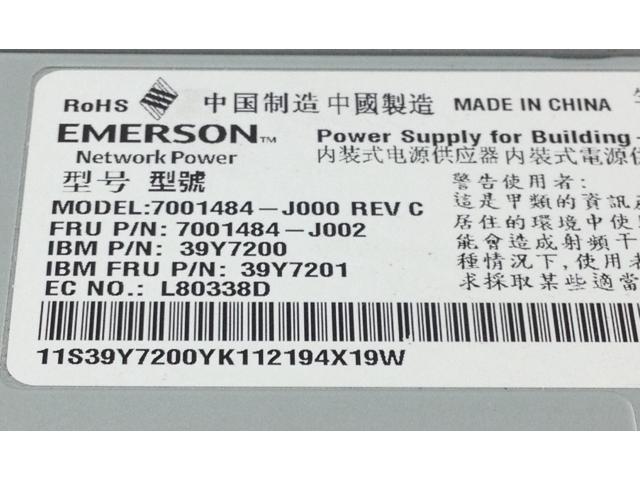 RoHS 中国制造 中國製造 MADE IN CHINA
EMERSON™ Power Supply for Building-
Network Power 内装式电源供应器 内裝式電源
型号 型號 警告使用者:
MODEL:7001484-J000 REV C 這是甲類的資訊
FRU P/N: 7001484-J002 居住的環境中使
IBM P/N: 39Y7200 能會造成射頻干
IBM FRU P/N: 39Y7201 種情況下,使用者
EC NO.: L80338D 求採取某些適當
11S39Y7200YK112194X19W